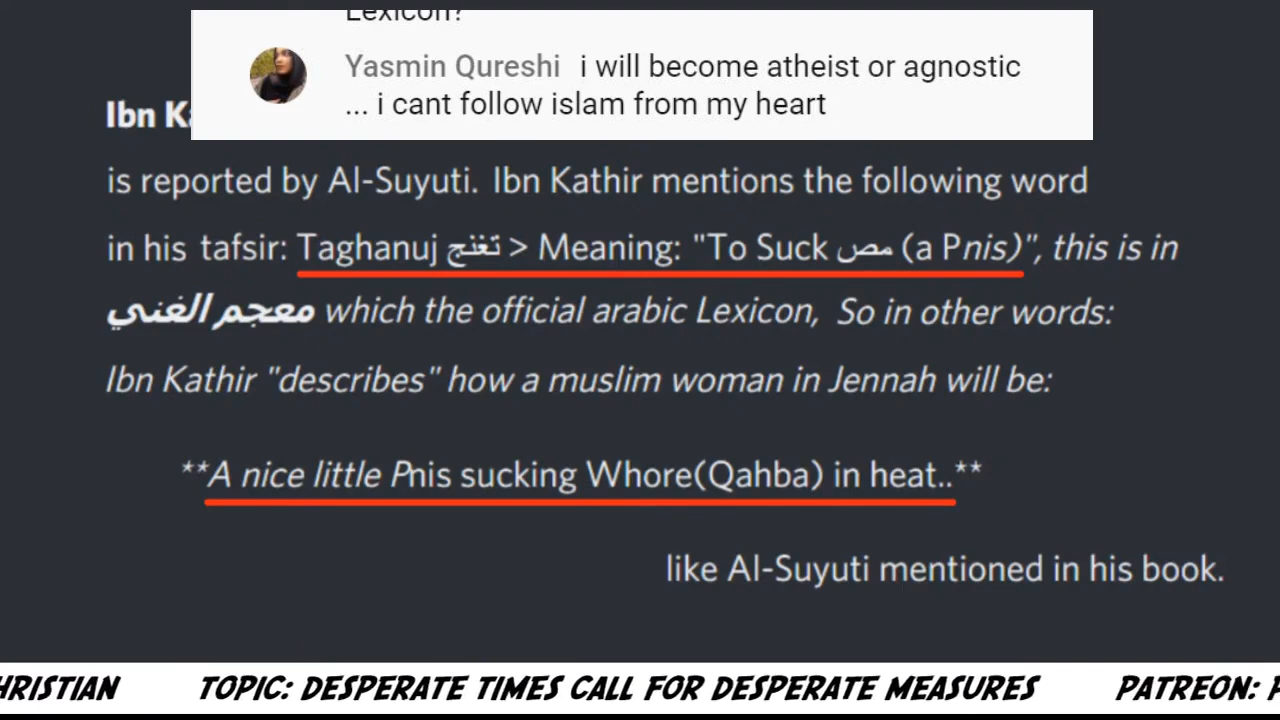 Lexicon?
Yasmin Qureshi i will become atheist or agnostic
... i cant follow islam from my heart
Ibn K
is reported by Al-Suyuti. Ibn Kathir mentions the following word
in his tafsir: Taghanuj تغنج > Meaning: "To Suck مص (a Pnis)", this is in
معجم الغني which the official arabic Lexicon, So in other words:
Ibn Kathir "describes" how a muslim woman in Jennah will be:
**A nice little Pnis sucking Whore(Qahba) in heat..**
like Al-Suyuti mentioned in his book.
HRISTIAN TOPIC: DESPERATE TIMES CALL FOR DESPERATE MEASURES PATREON: